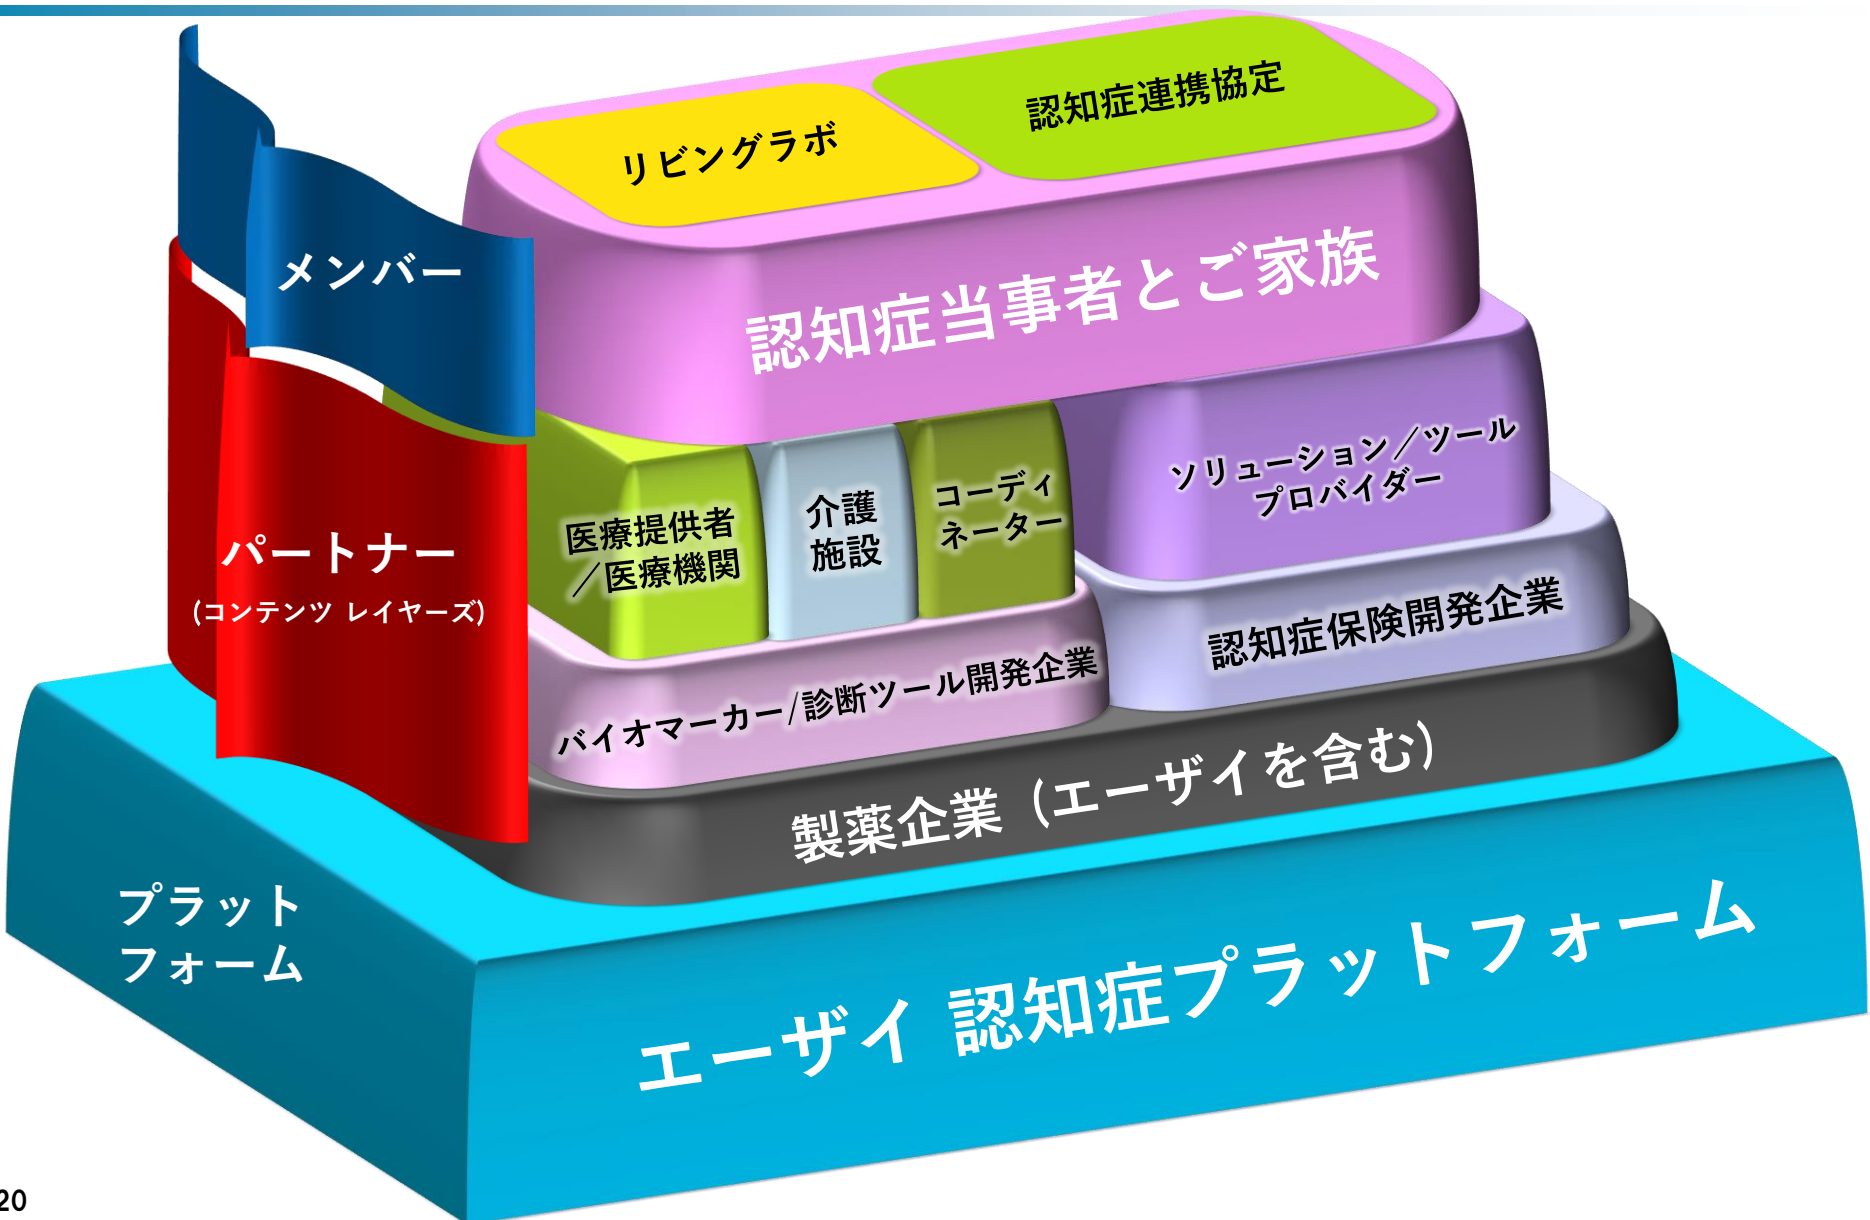 リビングラボ
認知症連携協定
メンバー
認知症当事者とご家族
パートナー
(コンテンツ レイヤーズ)
医療提供者
／医療機関
介護
施設
コーディ
ネーター
ソリューション／ツール
プロバイダー
バイオマーカー/診断ツール開発企業
認知症保険開発企業
製薬企業（エーザイを含む）
プラット
フォーム
エーザイ 認知症プラットフォーム
20